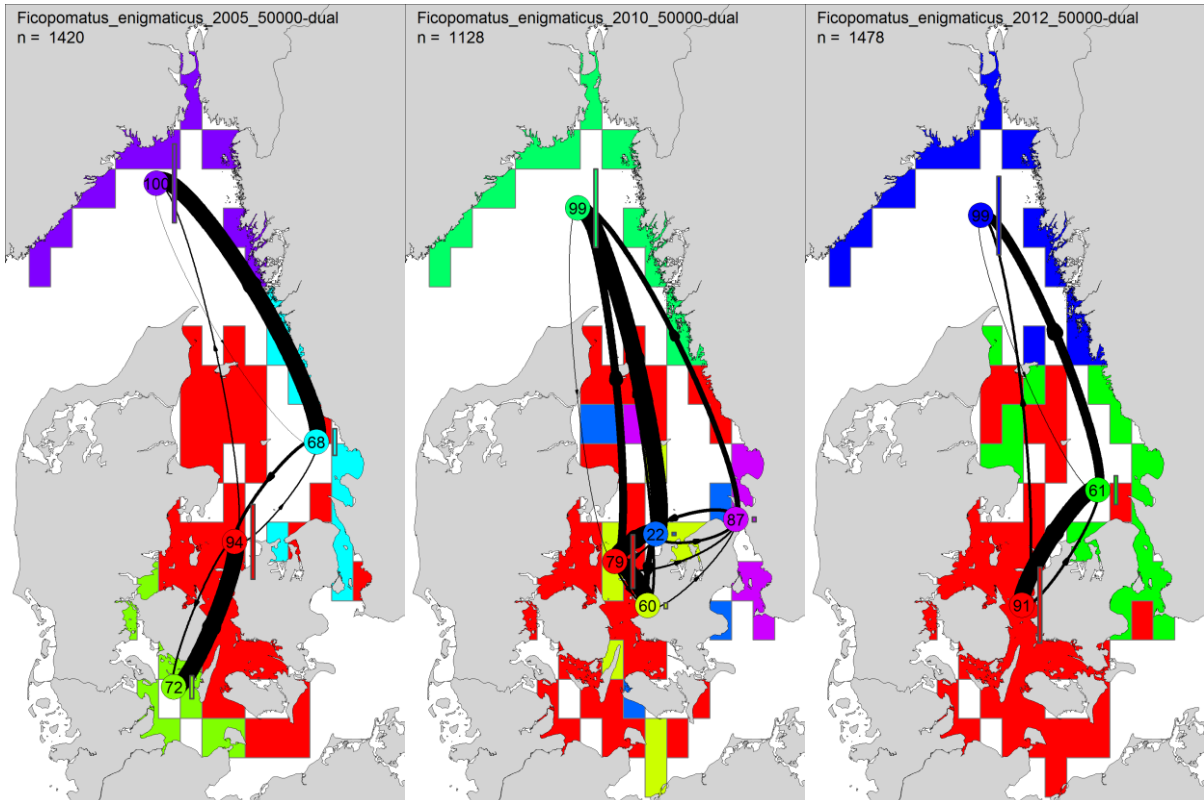 Ficopomatus_enigmaticus_2005_50000-dual
n = 1420
100
68
94
72
Ficopomatus_enigmaticus_2010_50000-dual
n = 1128
99
87
22
79
60
Ficopomatus_enigmaticus_2012_50000-dual
n = 1478
99
61
91